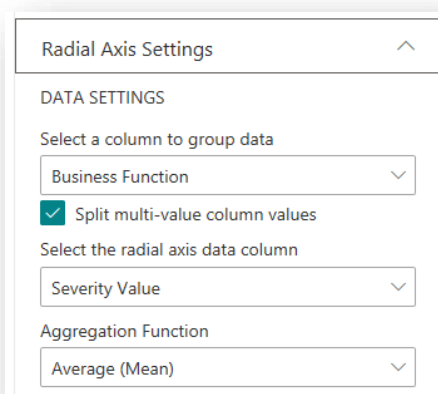 Radial Axis Settings
DATA SETTINGS
Select a column to group data
Business Function
Split multi-value column values
Select the radial axis data column
Severity Value
Aggregation Function
Average (Mean)